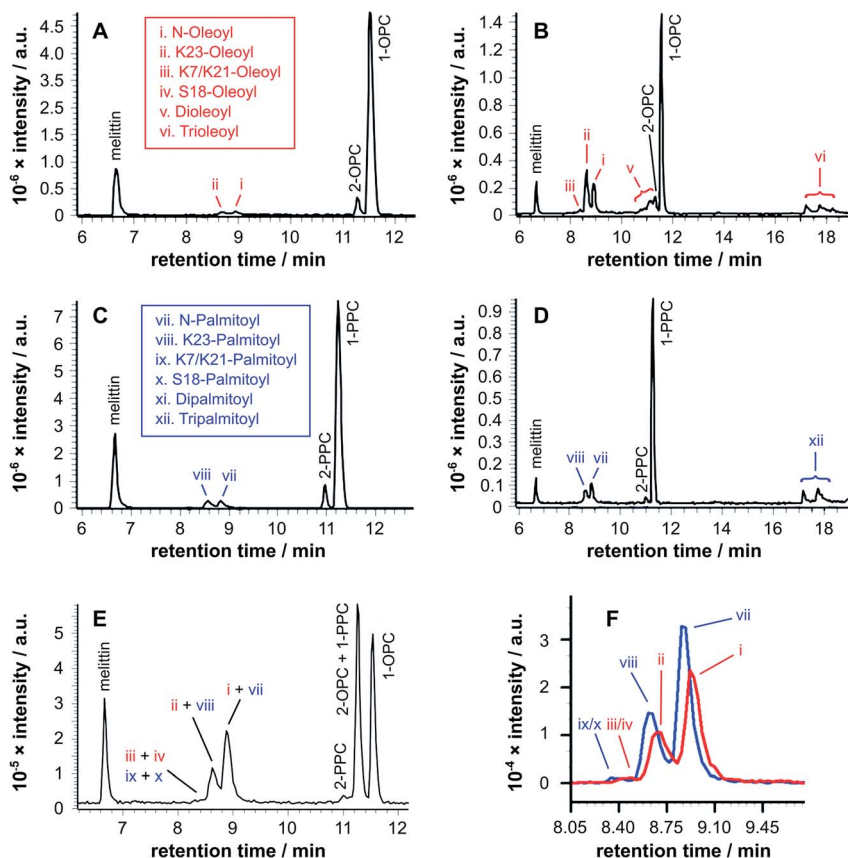 A
i. N-Oleoyl
ii. K23-Oleoyl
iii. K7/K21-Oleoyl
iv. S18-Oleoyl
v. Dioleoyl
vi. Trioleoyl
melittin
ii
i
2-OPC
1-OPC
10⁻⁶ × intensity / a.u.
4.5
5.0
1.5
1.0
0.5
0
6 7 8 9 10 11 12
retention time / min
B
melittin
iii
ii
i
v
2-OPC
1-OPC
vi
10⁻⁶ × intensity / a.u.
1.4
1.2
1.0
0.8
0.6
0.4
0.2
0
6 8 10 12 14 16 18
retention time / min
C
vii. N-Palmitoyl
viii. K23-Palmitoyl
ix. K7/K21-Palmitoyl
x. S18-Palmitoyl
xi. Dipalmitoyl
xii. Tripalmitoyl
melittin
viii
vii
2-PPC
1-PPC
10⁻⁶ × intensity / a.u.
7
6
5
4
3
2
1
0
6 7 8 9 10 11 12
retention time / min
D
melittin
viii
vii
2-PPC
1-PPC
xii
10⁻⁶ × intensity / a.u.
0.9
0.8
0.7
0.6
0.5
0.4
0.3
0.2
0.1
0
6 8 10 12 14 16 18
retention time / min
E
melittin
iii + iv
ix + x
ii + viii
i + vii
2-PPC
2-OPC + 1-PPC
1-OPC
10⁻⁵ × intensity / a.u.
5
4
3
2
1
0
7 8 9 10 11 12
retention time / min
F
vii
viii
ii
i
ix/x
iii/iv
10⁻⁴ × intensity / a.u.
3
2
1
0
8.05 8.40 8.75 9.10 9.45
retention time / min